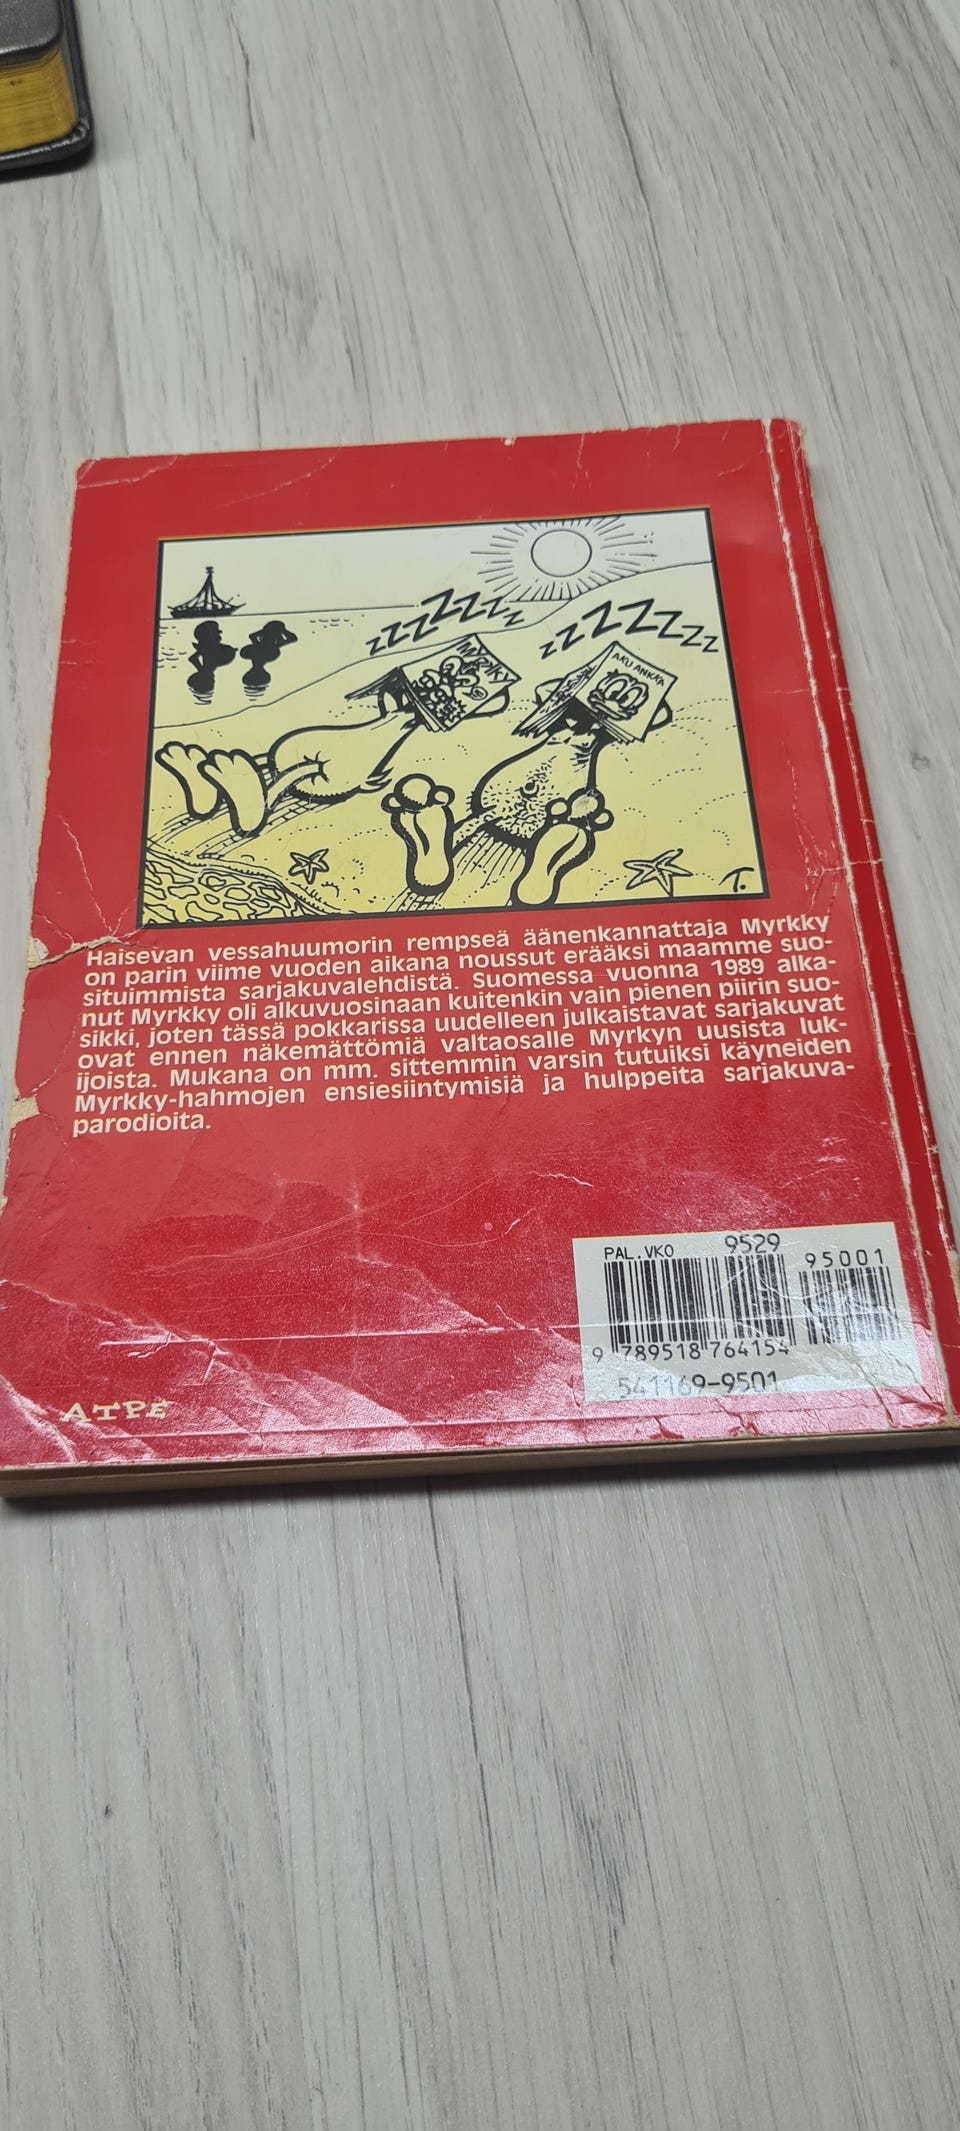 ZZZZZZZZ
ZZZZZZZZ
MYRKKY
AKU ANKKA
T.
Haisevan vessahuumorin rempseä äänenkannattaja Myrkky
on parin viime vuoden aikana noussut erääksi maamme suo-
situimmista sarjakuvalehdistä. Suomessa vuonna 1989 alka-
nut Myrkky oli alkuvuosinaan kuitenkin vain pienen piirin suo-
sikki, joten tässä pokkarissa uudelleen julkaistavat sarjakuvat
ovat ennen näkemättömiä valtaosalle Myrkyn uusista luk-
ijoista. Mukana on mm. sittemmin varsin tutuiksi käyneiden
Myrkky-hahmojen ensiesiintymisiä ja hulppeita sarjakuva-
parodioita.
PAL.VKO 9529
95001
9 789518 764154
541169-9501
ATPE